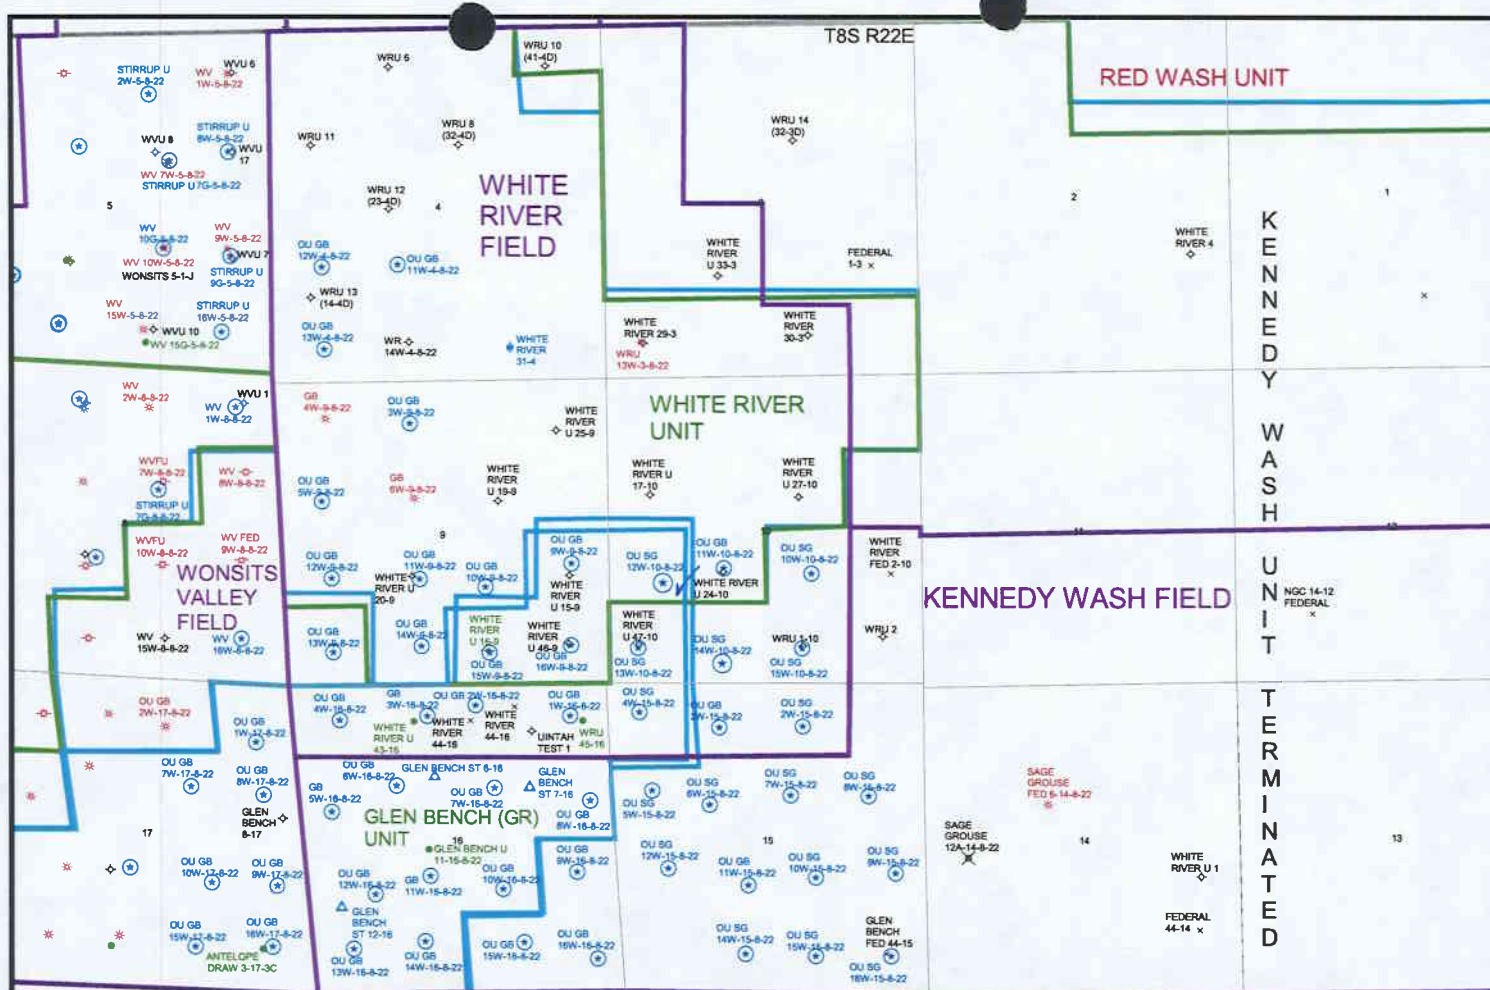 T8S R22E
RED WASH UNIT
STIRRUP U
2W-5-8-22
WV
1W-5-8-22
WVU 6
WRU 6
WRU 10
(41-4D)
WVU 8
STIRRUP U
8W-5-8-22
WVU
17
WV 7W-5-8-22
STIRRUP U 7G-5-8-22
WRU 11
WRU 8
(32-4D)
WRU 14
(32-3D)
WRU 12
(23-4D)
WHITE
RIVER
FIELD
5
4
2
1
WV
10G-5-8-22
WV
9W-5-8-22
WVU 7
WV 10W-5-8-22
WONSITS 5-1-J
STIRRUP U
9G-5-8-22
OU GB
12W-4-8-22
OU GB
11W-4-8-22
WHITE
RIVER
U 33-3
FEDERAL
1-3
WHITE
RIVER 4
WV
15W-5-8-22
STIRRUP U
16W-5-8-22
WVU 10
WV 15G-5-8-22
WRU 13
(14-4D)
OU GB
13W-4-8-22
WR
14W-4-8-22
WHITE
RIVER
31-4
WHITE
RIVER 29-3
WRU
13W-3-8-22
WHITE
RIVER
30-3
WV
2W-8-8-22
WVU 1
WV
1W-8-8-22
GB
4W-9-8-22
OU GB
3W-9-8-22
WHITE
RIVER
U 25-9
WHITE RIVER
UNIT
WVFU
7W-8-8-22
WV
8W-8-8-22
STIRRUP U
7G-8-8-22
OU GB
5W-9-8-22
GB
6W-9-8-22
WHITE
RIVER
U 19-9
WHITE
RIVER U
17-10
WHITE
RIVER
U 27-10
9
WVFU
10W-8-8-22
WV FED
9W-8-8-22
WONSITS
VALLEY
FIELD
OU GB
12W-9-8-22
OU GB
11W-9-8-22
WHITE
RIVER U
20-9
OU GB
10W-9-8-22
OU GB
9W-9-8-22
WHITE
RIVER
U 15-9
OU SG
12W-10-8-22
OU GB
11W-10-8-22
WHITE RIVER
U 24-10
OU SG
10W-10-8-22
WHITE
RIVER
FED 2-10
KENNEDY WASH FIELD
NGC 14-12
FEDERAL
WV
15W-8-8-22
WV
16W-8-8-22
OU GB
13W-9-8-22
OU GB
14W-9-8-22
WHITE
RIVER
U 16-9
OU GB
15W-9-8-22
WHITE
RIVER
U 46-9
OU GB
16W-9-8-22
WHITE
RIVER
U 47-10
OU SG
13W-10-8-22
OU SG
14W-10-8-22
WRU 1-10
OU SG
15W-10-8-22
WRU 2
OU GB
2W-17-8-22
OU GB
1W-17-8-22
OU GB
4W-16-8-22
GB
3W-16-8-22
WHITE
RIVER U
43-16
OU GB 2W-16-8-22
WHITE
RIVER
44-16
WHITE
RIVER
44-16
UINTAH
TEST 1
OU GB
1W-16-8-22
WRU
45-16
OU SG
4W-15-8-22
OU SG
3W-15-8-22
OU SG
2W-15-8-22
OU GB
7W-17-8-22
OU GB
8W-17-8-22
GLEN
BENCH
8-17
GB
5W-16-8-22
OU GB
6W-16-8-22
GLEN BENCH ST 6-16
OU GB
7W-16-8-22
GLEN
BENCH
ST 7-16
OU GB
8W-16-8-22
OU SG
5W-15-8-22
OU SG
6W-15-8-22
OU SG
7W-15-8-22
OU SG
8W-15-8-22
SAGE
GROUSE
FED 6-14-8-22
GLEN BENCH (GR)
UNIT
17
16
15
14
13
GLEN BENCH U
11-16-8-22
SAGE
GROUSE
12A-14-8-22
OU GB
10W-17-8-22
OU GB
9W-17-8-22
OU GB
12W-16-8-22
GB
11W-16-8-22
OU GB
10W-16-8-22
OU GB
9W-16-8-22
OU SG
12W-15-8-22
OU GB
11W-15-8-22
OU SG
10W-15-8-22
OU SG
9W-15-8-22
WHITE
RIVER U 1
OU GB
15W-17-8-22
OU GB
16W-17-8-22
ANTELOPE
DRAW 3-17-3C
GLEN
BENCH
ST 12-16
OU GB
13W-16-8-22
OU GB
14W-16-8-22
OU GB
15W-16-8-22
OU GB
16W-16-8-22
OU SG
14W-15-8-22
OU SG
15W-15-8-22
GLEN
BENCH
FED 44-15
OU SG
16W-15-8-22
FEDERAL
44-14
KENNEDY WASH UNIT TERMINATED